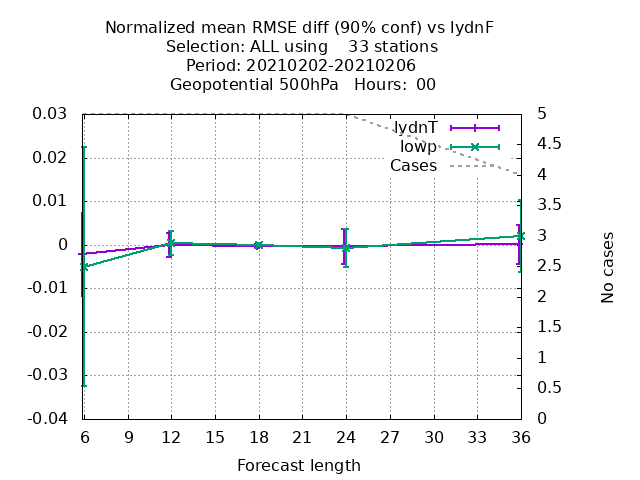 Normalized mean RMSE diff (90% conf) vs lydnF
Selection: ALL using 33 stations
Period: 20210202-20210206
Geopotential 500hPa Hours: 00
lydnT
lowp
Cases
0.03
0.02
0.01
0
-0.01
-0.02
-0.03
-0.04
5
4.5
4
3.5
3
2.5
2
1.5
1
0.5
0
No cases
6 9 12 15 18 21 24 27 30 33 36
Forecast length